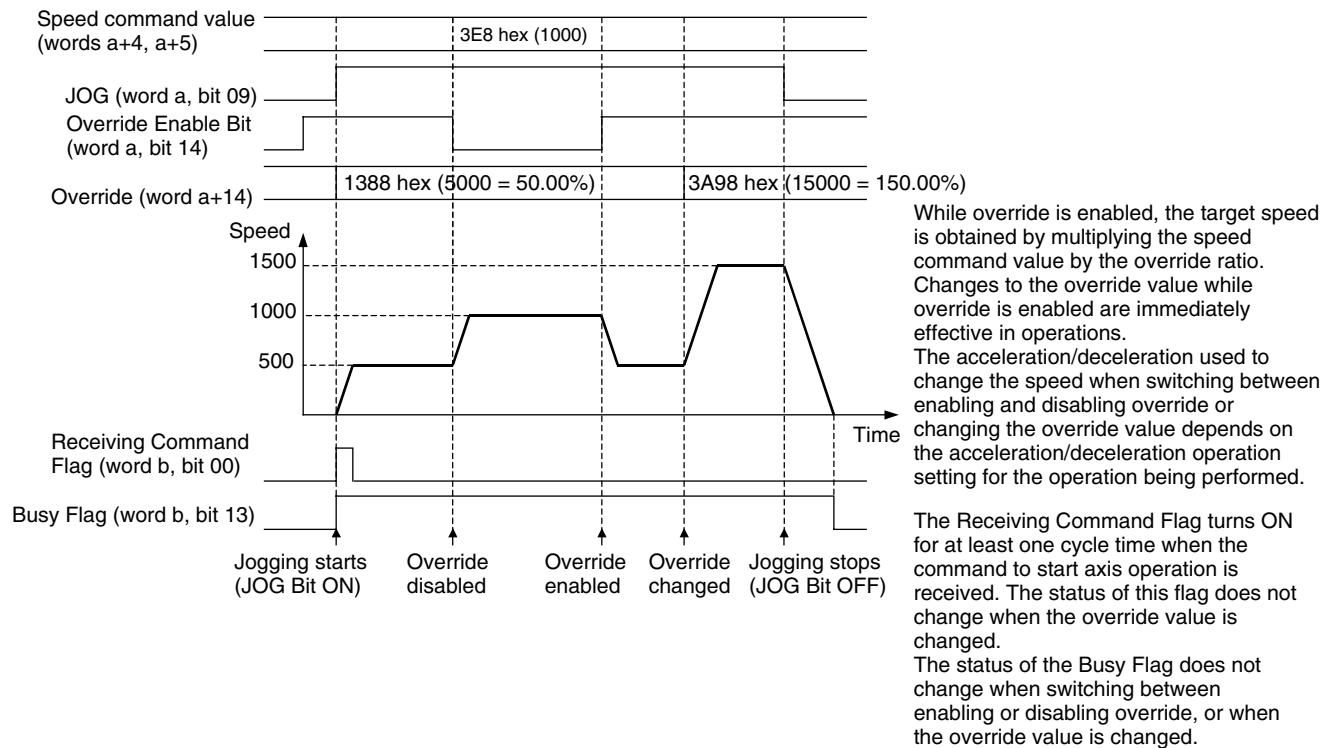 Speed command value
(words a+4, a+5)
3E8 hex (1000)
JOG (word a, bit 09)
Override Enable Bit
(word a, bit 14)
Override (word a+14)
1388 hex (5000 = 50.00%)
3A98 hex (15000 = 150.00%)
Speed
1500
1000
500
Time
Receiving Command
Flag (word b, bit 00)
Busy Flag (word b, bit 13)
Jogging starts
(JOG Bit ON)
Override
disabled
Override
enabled
Override
changed
Jogging stops
(JOG Bit OFF)
While override is enabled, the target speed
is obtained by multiplying the speed
command value by the override ratio.
Changes to the override value while
override is enabled are immediately
effective in operations.
The acceleration/deceleration used to
change the speed when switching between
enabling and disabling override or
changing the override value depends on
the acceleration/deceleration operation
setting for the operation being performed.
The Receiving Command Flag turns ON
for at least one cycle time when the
command to start axis operation is
received. The status of this flag does not
change when the override value is
changed.
The status of the Busy Flag does not
change when switching between
enabling or disabling override, or when
the override value is changed.